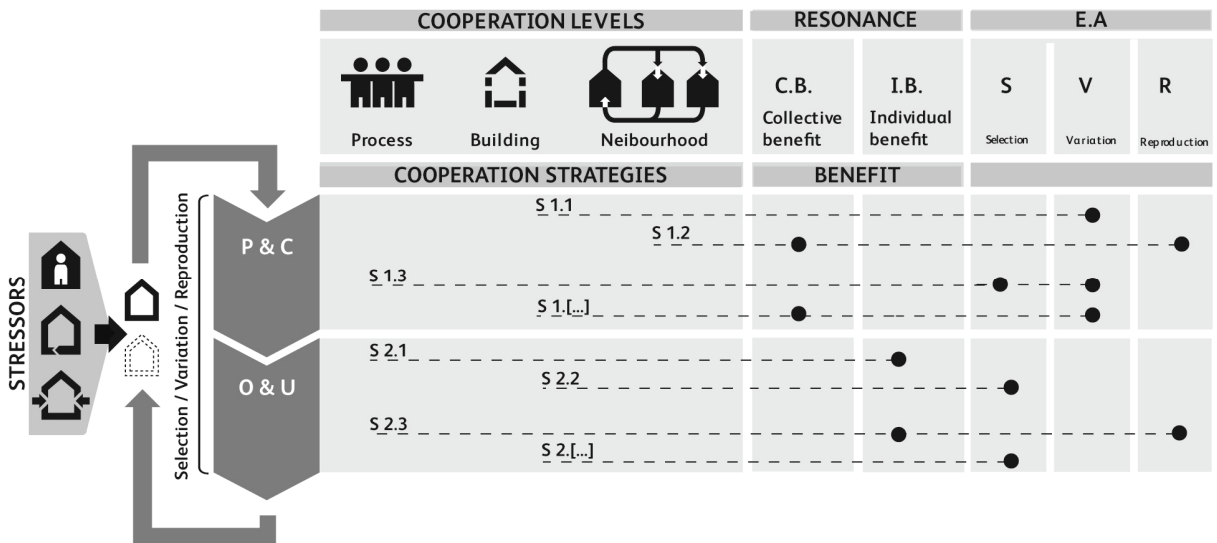 COOPERATION LEVELS
RESONANCE
E.A
C.B.
I.B.
S
V
R
Collective
benefit
Individual
benefit
Process
Building
Neibourhood
Selection
Variation
Reproduction
COOPERATION STRATEGIES
BENEFIT
STRESSORS
Selection / Variation / Reproduction
P & C
S 1.1
S 1.2
S 1.3
S 1.[...]
O & U
S 2.1
S 2.2
S 2.3
S 2.[...]